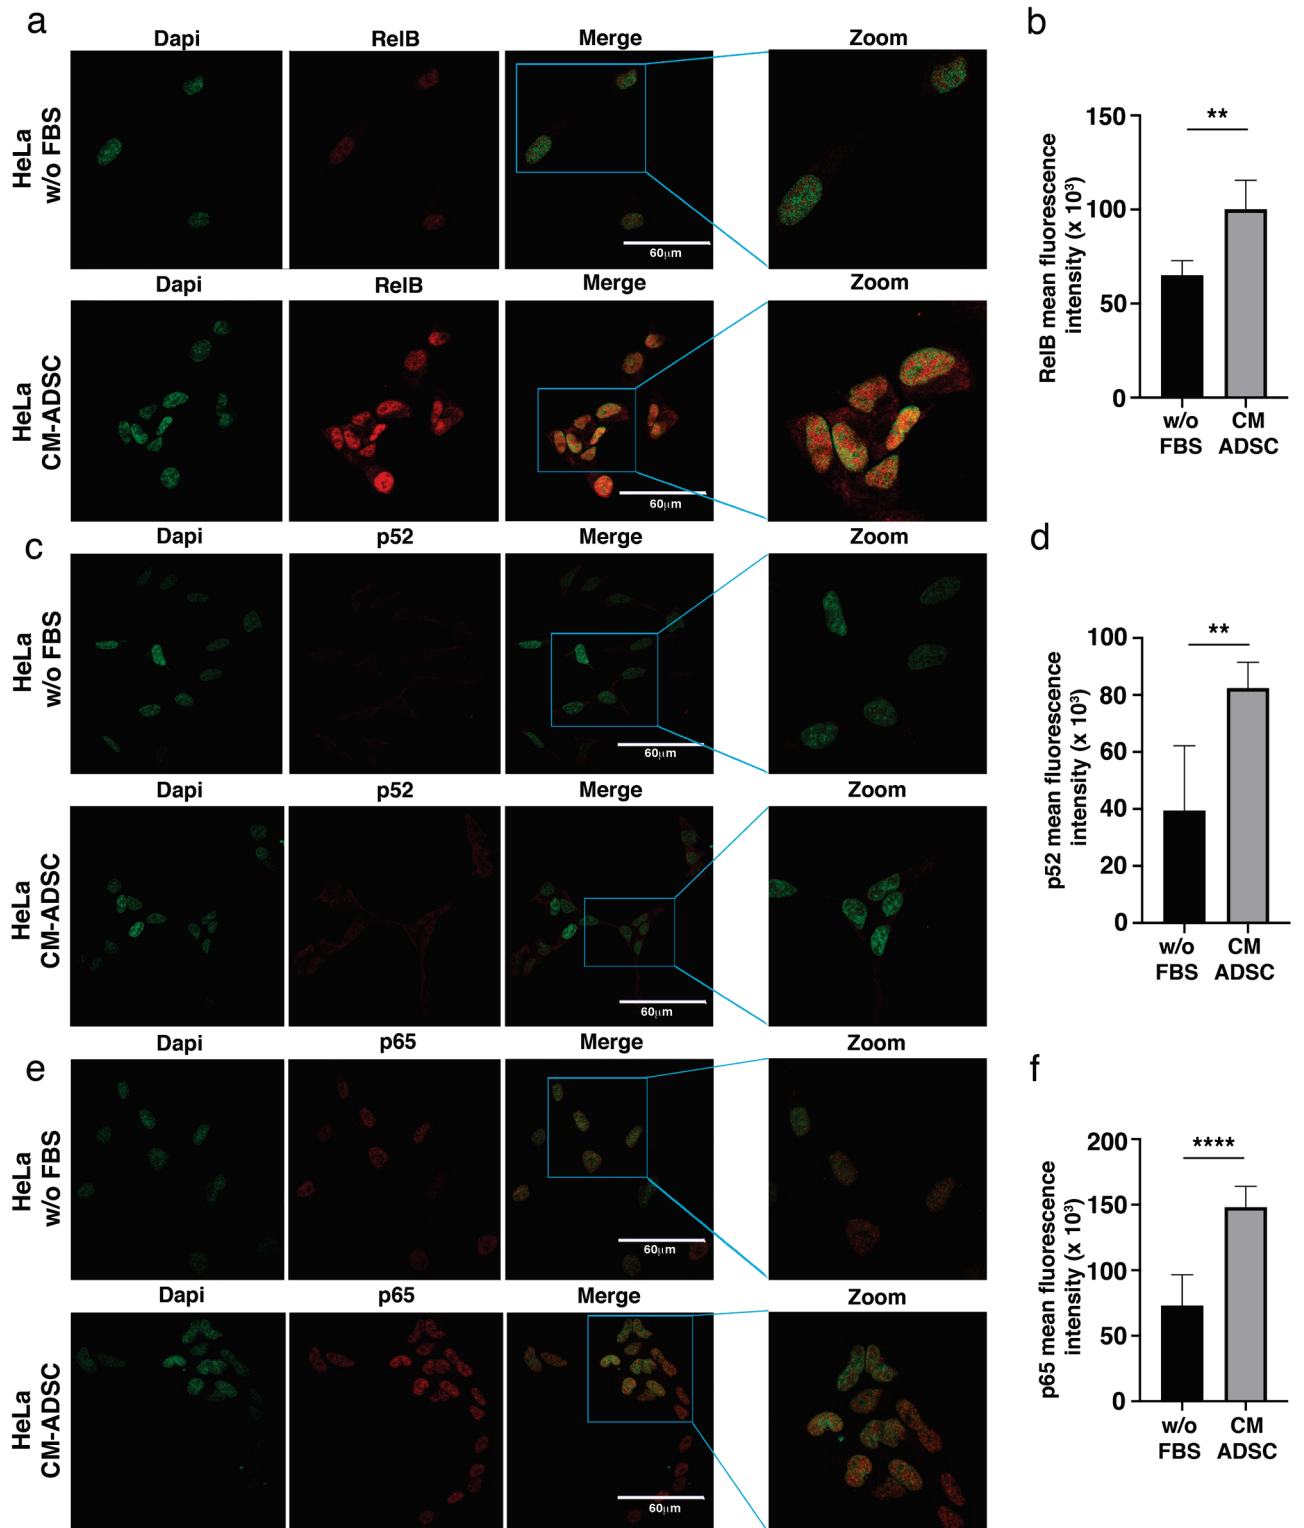 a
Dapi RelB Merge Zoom
HeLa
w/o FBS
60μm
Dapi RelB Merge Zoom
HeLa
CM-ADSC
60μm
b
RelB mean fluorescence
intensity (x 10³)
150
100
50
0
**
w/o
FBS
CM
ADSC
c
Dapi p52 Merge Zoom
HeLa
w/o FBS
60μm
Dapi p52 Merge Zoom
HeLa
CM-ADSC
60μm
d
p52 mean fluorescence
intensity (x 10³)
100
80
60
40
20
0
**
w/o
FBS
CM
ADSC
e
Dapi p65 Merge Zoom
HeLa
w/o FBS
60μm
Dapi p65 Merge Zoom
HeLa
CM-ADSC
60μm
f
p65 mean fluorescence
intensity (x 10³)
200
150
100
50
0
****
w/o
FBS
CM
ADSC